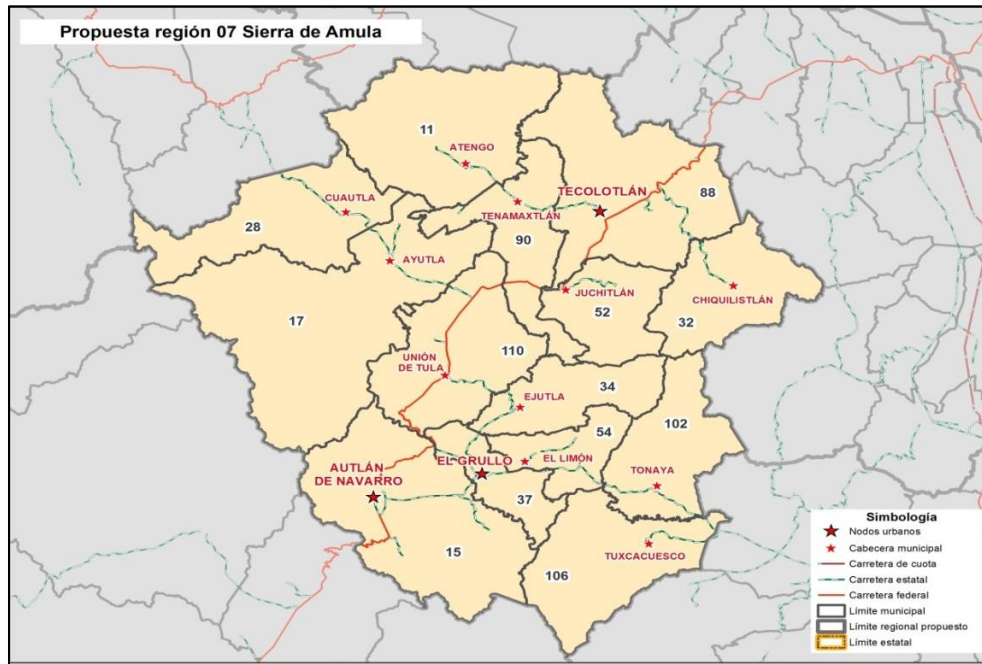 Propuesta región 07 Sierra de Amula
11
ATENGO
TECOLOTLÁN
88
CUAUTLA
TENAMAXTLÁN
28
90
AYUTLA
JUCHITLÁN
CHIQUILISTLÁN
52
17
32
110
UNIÓN
DE TULA
34
EJUTLA
102
54
EL GRULLO
EL LIMÓN
AUTLÁN
DE NAVARRO
TONAYA
37
15
TUXCACUESCO
106
Simbología
Nodos urbanos
Cabecera municipal
Carretera de cuota
Carretera estatal
Carretera federal
Límite municipal
Límite regional propuesto
Límite estatal